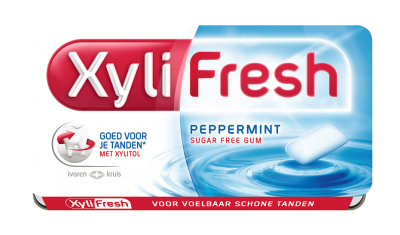 XyliFresh
PEPPERMINT
SUGAR FREE GUM
GOED VOOR
JE TANDEN*
MET XYLITOL
ivoren kruis
XyliFresh VOOR VOELBAAR SCHONE TANDEN